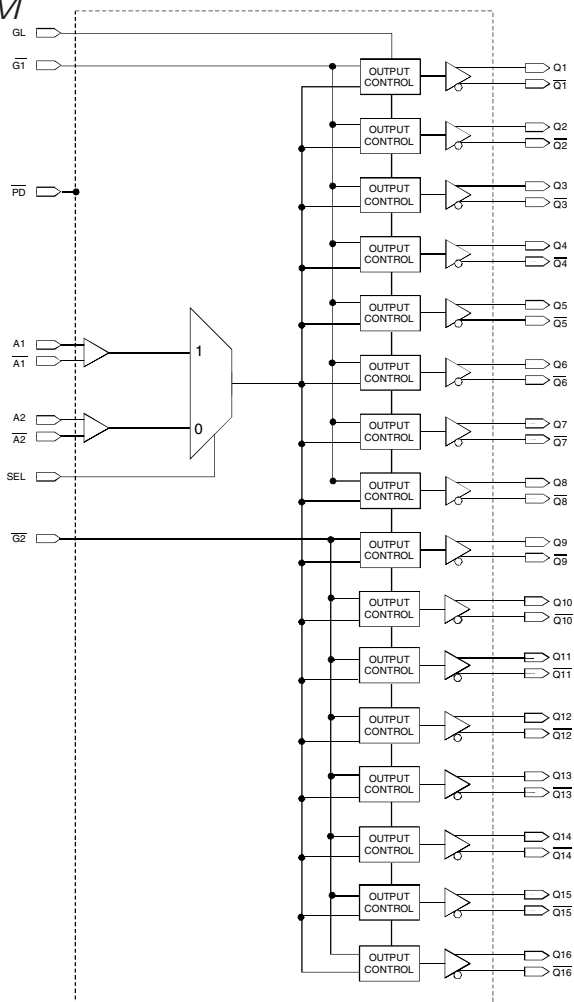 M
GL
G1
PD
A1
A1
1
A2
A2
0
SEL
G2
OUTPUT
CONTROL
Q1
Q1
OUTPUT
CONTROL
Q2
Q2
OUTPUT
CONTROL
Q3
Q3
OUTPUT
CONTROL
Q4
Q4
OUTPUT
CONTROL
Q5
Q5
OUTPUT
CONTROL
Q6
Q6
OUTPUT
CONTROL
Q7
Q7
OUTPUT
CONTROL
Q8
Q8
OUTPUT
CONTROL
Q9
Q9
OUTPUT
CONTROL
Q10
Q10
OUTPUT
CONTROL
Q11
Q11
OUTPUT
CONTROL
Q12
Q12
OUTPUT
CONTROL
Q13
Q13
OUTPUT
CONTROL
Q14
Q14
OUTPUT
CONTROL
Q15
Q15
OUTPUT
CONTROL
Q16
Q16